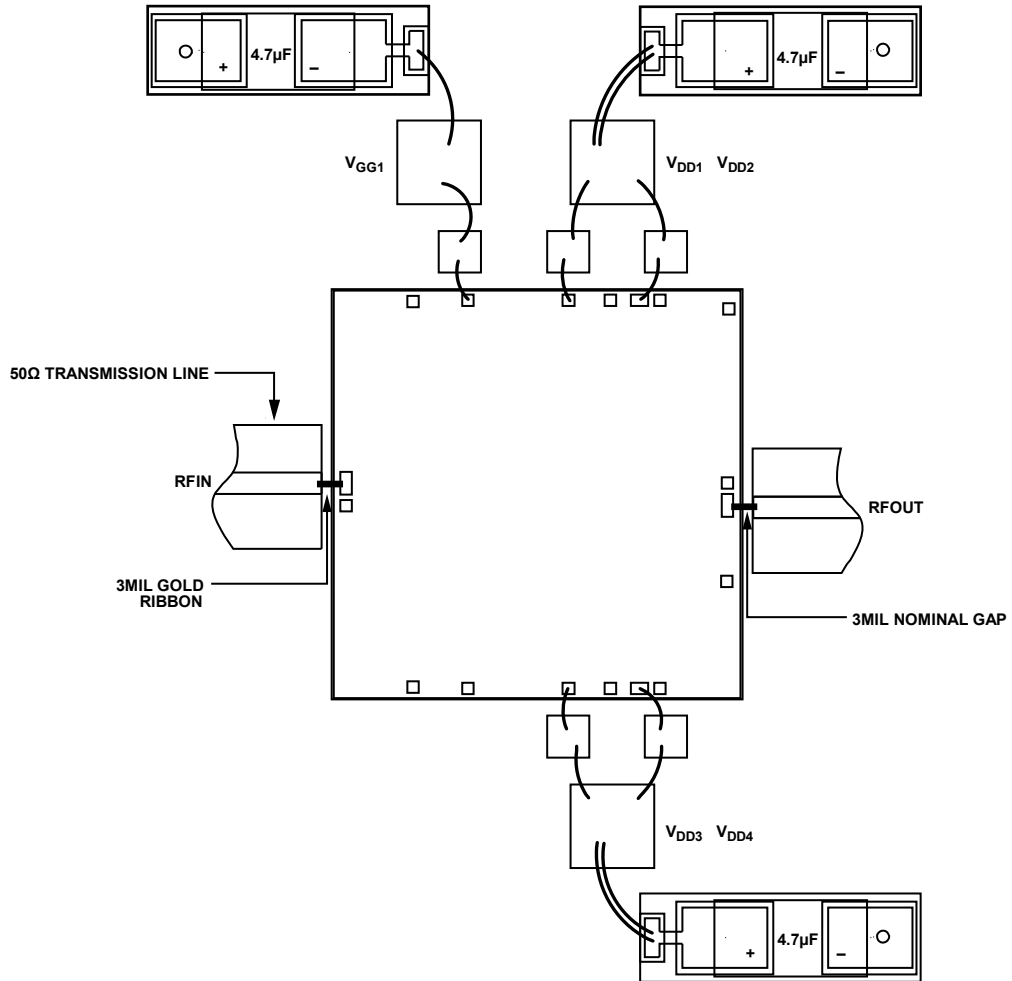 4.7µF
+
–
4.7µF
+
–
VGG1
VDD1 VDD2
50Ω TRANSMISSION LINE
RFIN
RFOUT
3MIL GOLD
RIBBON
3MIL NOMINAL GAP
VDD3 VDD4
4.7µF
+
–